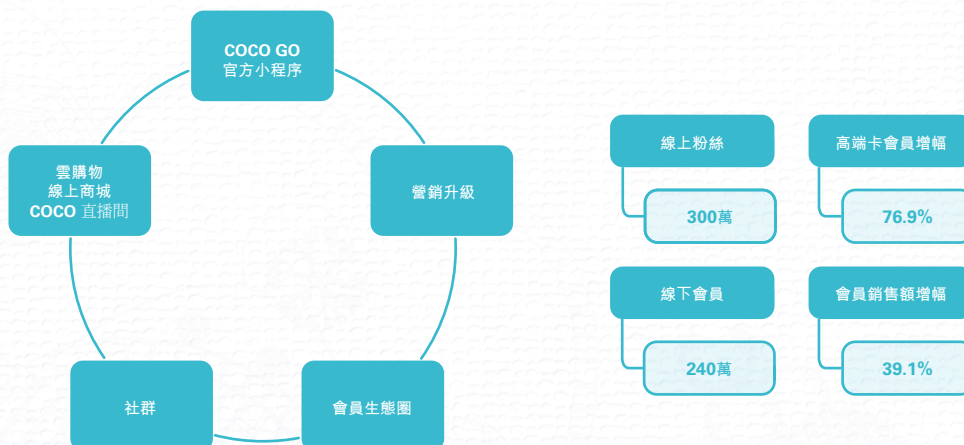 COCO GO
官方小程序
雲購物
線上商城
COCO 直播間
營銷升級
社群
會員生態圈
線上粉絲
300萬
高端卡會員增幅
76.9%
線下會員
240萬
會員銷售額增幅
39.1%